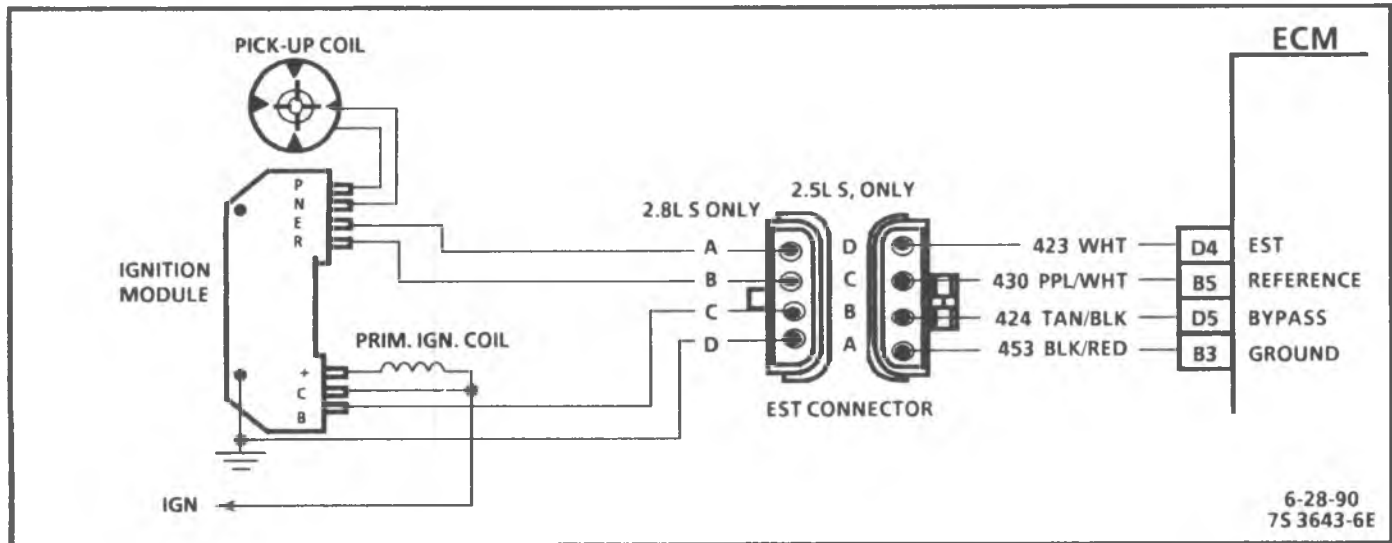 ECM
PICK-UP COIL
P
N
E
R
IGNITION
MODULE
PRIM. IGN. COIL
+
C
B
IGN
2.8L S ONLY
A
B
C
D
2.5L S, ONLY
D
C
B
A
EST CONNECTOR
423 WHT
D4
EST
430 PPL/WHT
B5
REFERENCE
424 TAN/BLK
D5
BYPASS
453 BLK/RED
B3
GROUND
6-28-90
7S 3643-6E